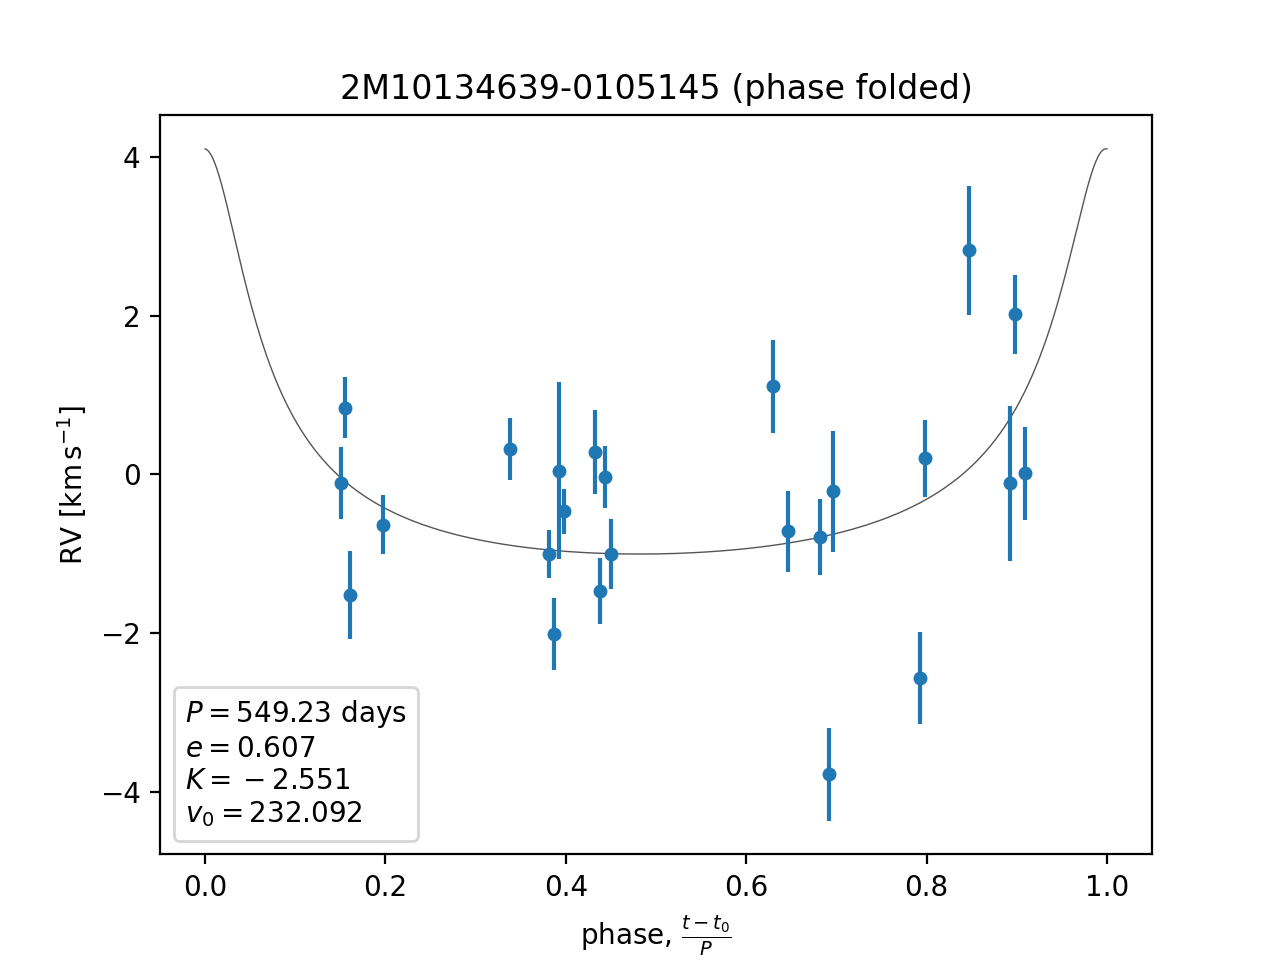 2M10134639-0105145 (phase folded)
RV [km s⁻¹]
4
2
0
−2
−4
P = 549.23 days
e = 0.607
K = −2.551
v₀ = 232.092
0.0 0.2 0.4 0.6 0.8 1.0
phase, (t − t₀)/P